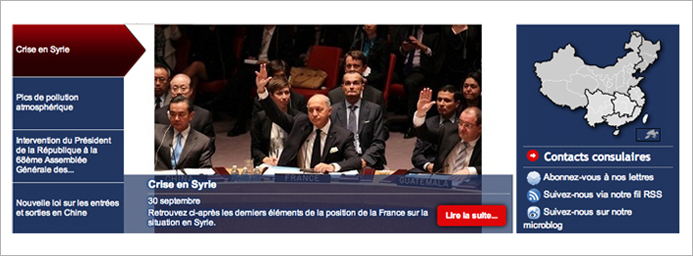 Crise en Syrie
Pics de pollution
atmosphérique
Intervention du Président
de la République à la
68ème Assemblée
Générale des...
Nouvelle loi sur les entrées
et sorties en Chine
CHINE
FRANCE
GUATEMALA
Crise en Syrie
30 septembre
Retrouvez ci-après les derniers éléments de la position de la France sur la
situation en Syrie.
Lire la suite...
Contacts consulaires
Abonnez-vous à nos lettres
Suivez-nous via notre fil RSS
Suivez-nous sur notre
microblog